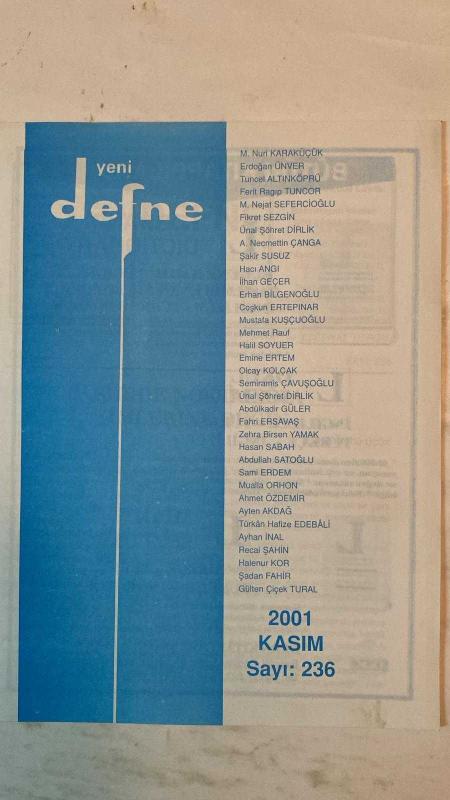 yeni
defne
M. Nuri KARAKÜÇÜK
Erdoğan ÜNVER
Tuncel ALTINKÖPRÜ
Ferit Ragıp TUNCOR
M. Nejat SEFERCİOĞLU
Fikret SEZGİN
Ünal Şöhret DİRLİK
A. Necmettin ÇANGA
Şakir SUSUZ
Hacı ANGI
İlhan GEÇER
Erhan BİLGENOĞLU
Coşkun ERTEPINAR
Mustafa KUŞÇUOĞLU
Mehmet Rauf
Halil SOYUER
Emine ERTEM
Olcay KOLÇAK
Semiramis ÇAVUŞOĞLU
Ünal Şöhret DİRLİK
Abdülkadir GÜLER
Fahri ERSAVAŞ
Zehra Birsen YAMAK
Hasan SABAH
Abdullah SATOĞLU
Sami ERDEM
Mualla ORHON
Ahmet ÖZDEMİR
Ayten AKDAĞ
Türkân Hafize EDEBÂLİ
Ayhan İNAL
Recai ŞAHİN
Halenur KOR
Şadan FAHİR
Gülten Çiçek TURAL
2001
KASIM
Sayı: 236